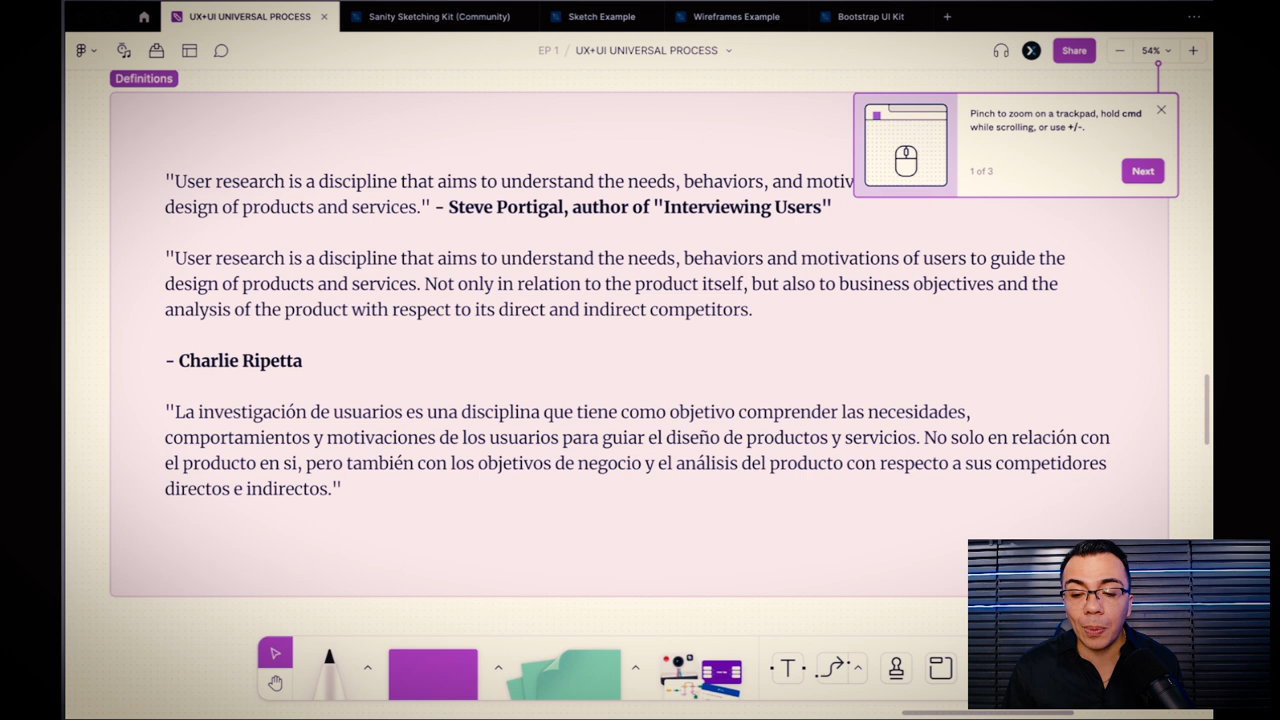 UX+UI UNIVERSAL PROCESS
Sanity Sketching Kit (Community)
Sketch Example
Wireframes Example
Bootstrap UI Kit
EP 1 / UX+UI UNIVERSAL PROCESS
Share
54%
Definitions
Pinch to zoom on a trackpad, hold cmd
while scrolling, or use +/-.
1 of 3
Next
"User research is a discipline that aims to understand the needs, behaviors, and
design of products and services." - Steve Portigal, author of "Interviewing Users"
"User research is a discipline that aims to understand the needs, behaviors and motivations of users to guide the
design of products and services. Not only in relation to the product itself, but also to business objectives and the
analysis of the product with respect to its direct and indirect competitors.
- Charlie Ripetta
"La investigación de usuarios es una disciplina que tiene como objetivo comprender las necesidades,
comportamientos y motivaciones de los usuarios para guiar el diseño de productos y servicios. No solo en relación con
el producto en si, pero también con los objetivos de negocio y el análisis del producto con respecto a sus competidores
directos e indirectos."